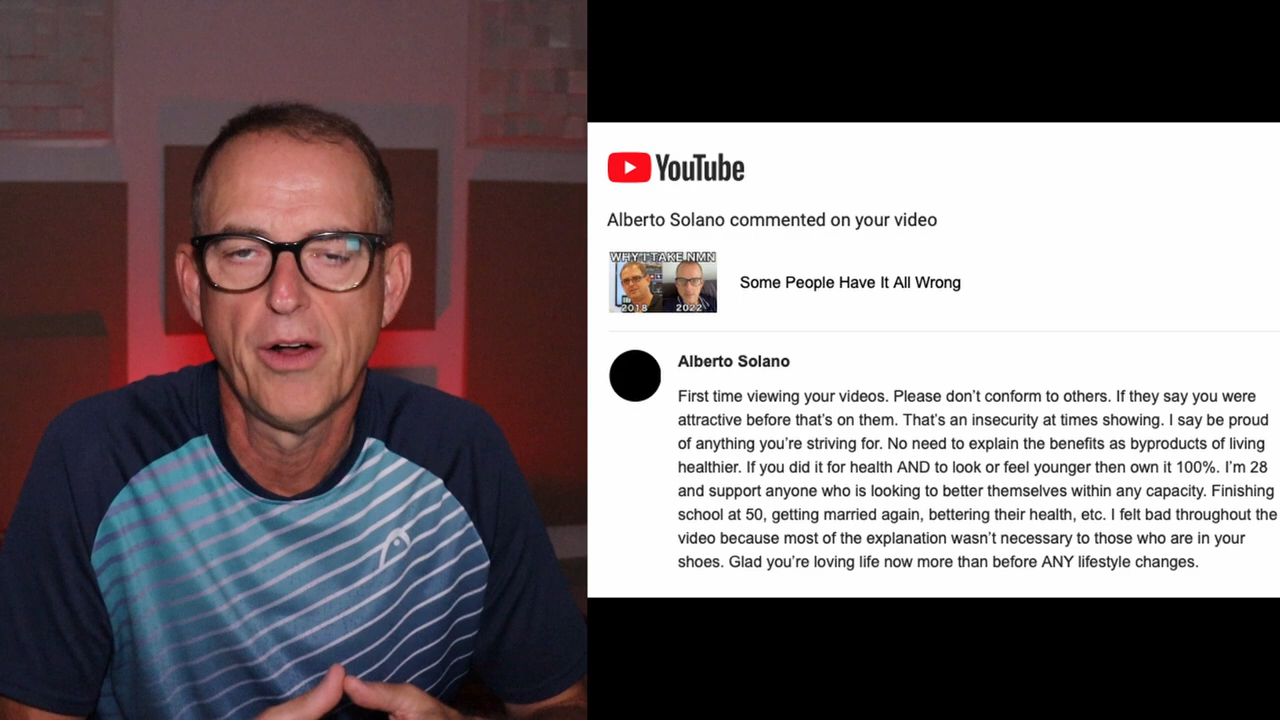 YouTube
Alberto Solano commented on your video
WHY I TAKE NMN
2018 2022
Some People Have It All Wrong
Alberto Solano
First time viewing your videos. Please don’t conform to others. If they say you were
attractive before that’s on them. That’s an insecurity at times showing. I say be proud
of anything you’re striving for. No need to explain the benefits as byproducts of living
healthier. If you did it for health AND to look or feel younger then own it 100%. I’m 28
and support anyone who is looking to better themselves within any capacity. Finishing
school at 50, getting married again, bettering their health, etc. I felt bad throughout the
video because most of the explanation wasn’t necessary to those who are in your
shoes. Glad you’re loving life now more than before ANY lifestyle changes.